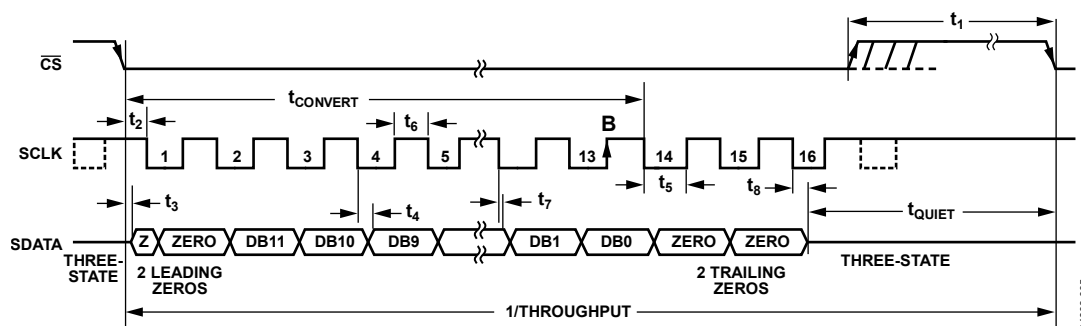 t1
CS
tCONVERT
t2
t6
B
SCLK
1
2
3
4
5
13
14
15
16
t3
t4
t7
t5
t8
tQUIET
SDATA
Z
ZERO
DB11
DB10
DB9
DB1
DB0
ZERO
ZERO
THREE-
STATE
2 LEADING
ZEROS
2 TRAILING
ZEROS
THREE-STATE
1/THROUGHPUT